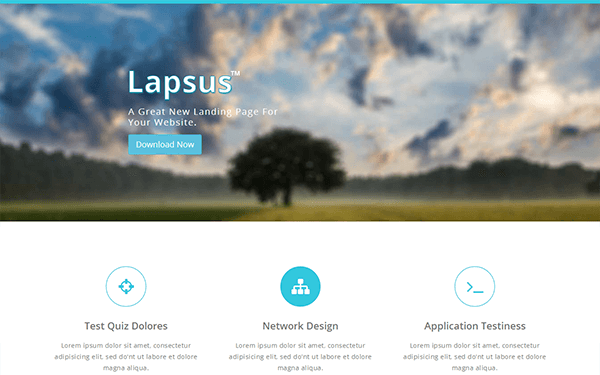 Lapsus™
A Great New Landing Page For
Your Website.
Download Now
Test Quiz Dolores
Lorem ipsum dolor sit amet, consectetur
adipisicing elit, sed do'nt ut labore et dolore
magna aliqua.
Network Design
Lorem ipsum dolor sit amet, consectetur
adipisicing elit, sed do'nt ut labore et dolore
magna aliqua.
Application Testiness
Lorem ipsum dolor sit amet, consectetur
adipisicing elit, sed do'nt ut labore et dolore
magna aliqua.